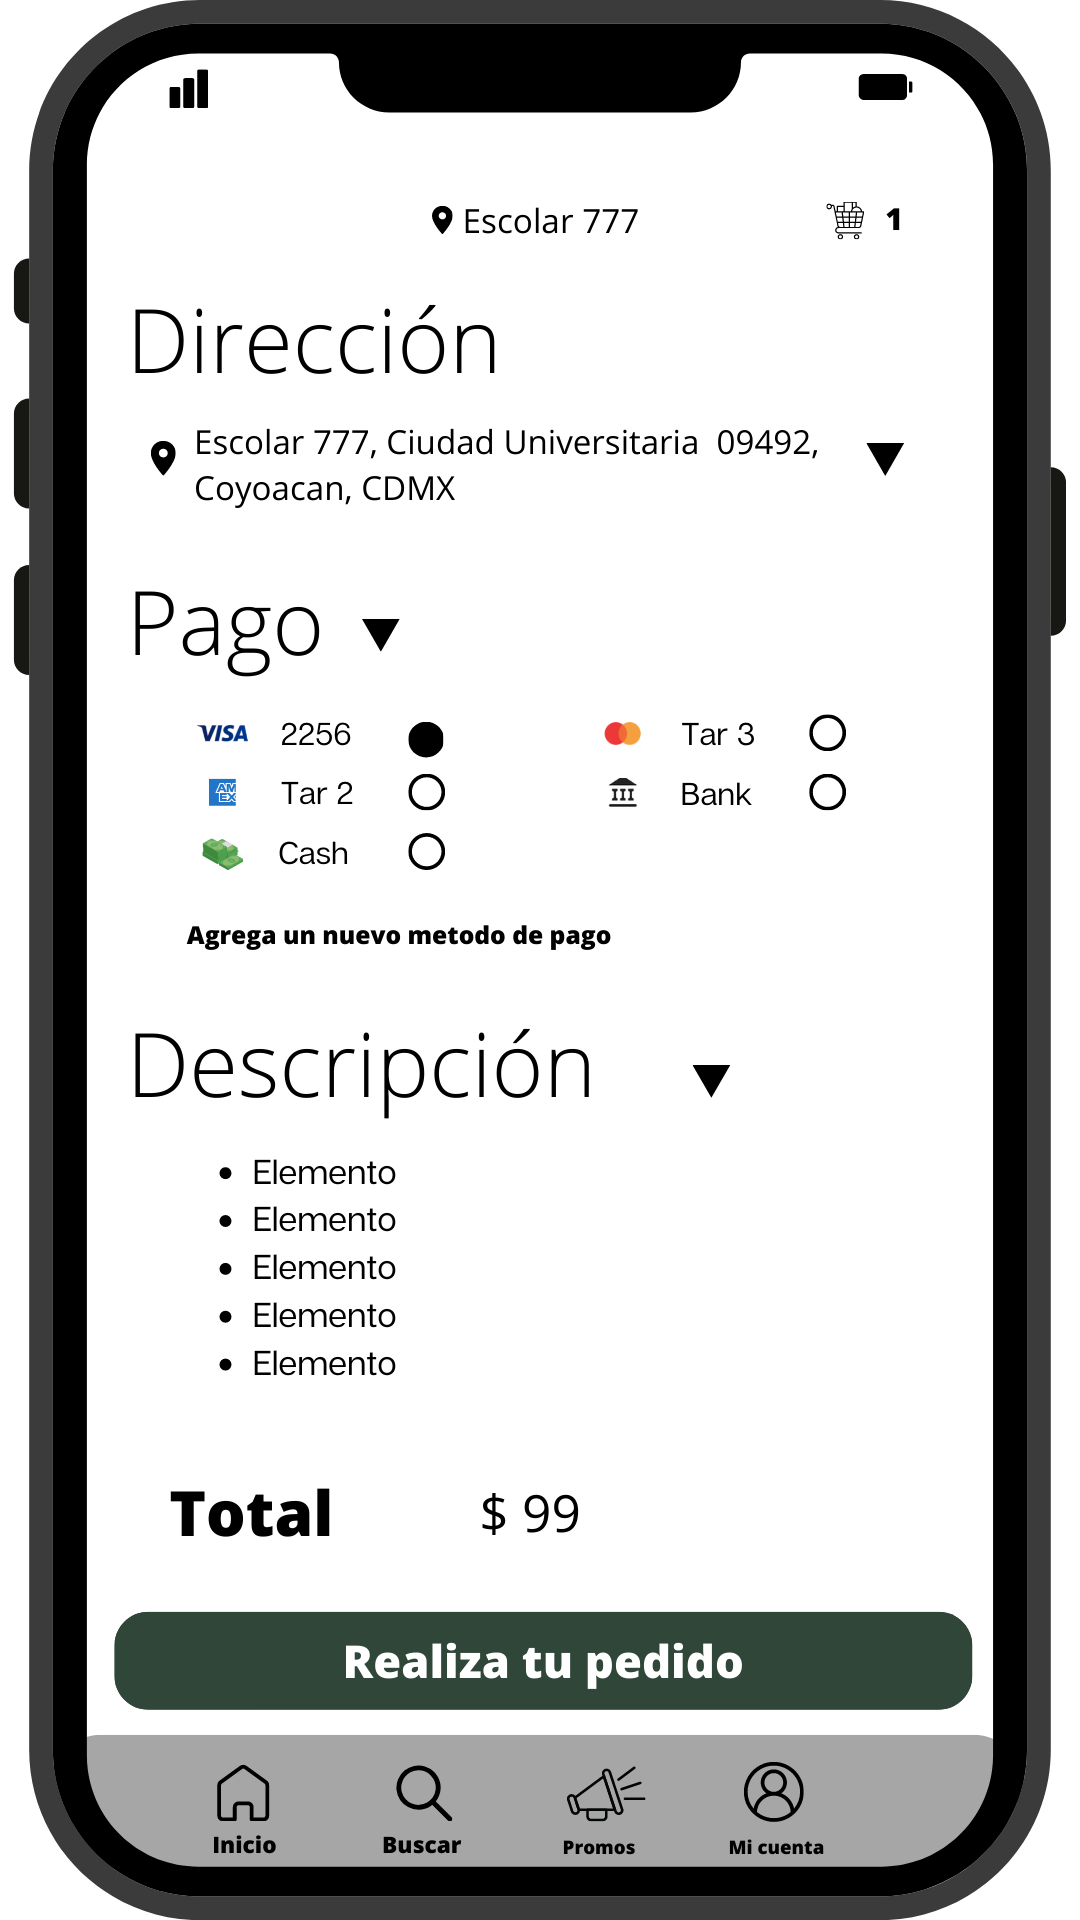 Escolar 777
1
Dirección
Escolar 777, Ciudad Universitaria 09492,
Coyoacan, CDMX
Pago
VISA 2256
Tar 3
AM
EX
Tar 2
Bank
Cash
Agrega un nuevo metodo de pago
Descripción
Elemento
Elemento
Elemento
Elemento
Elemento
Total $ 99
Realiza tu pedido
Inicio Buscar Promos Mi cuenta